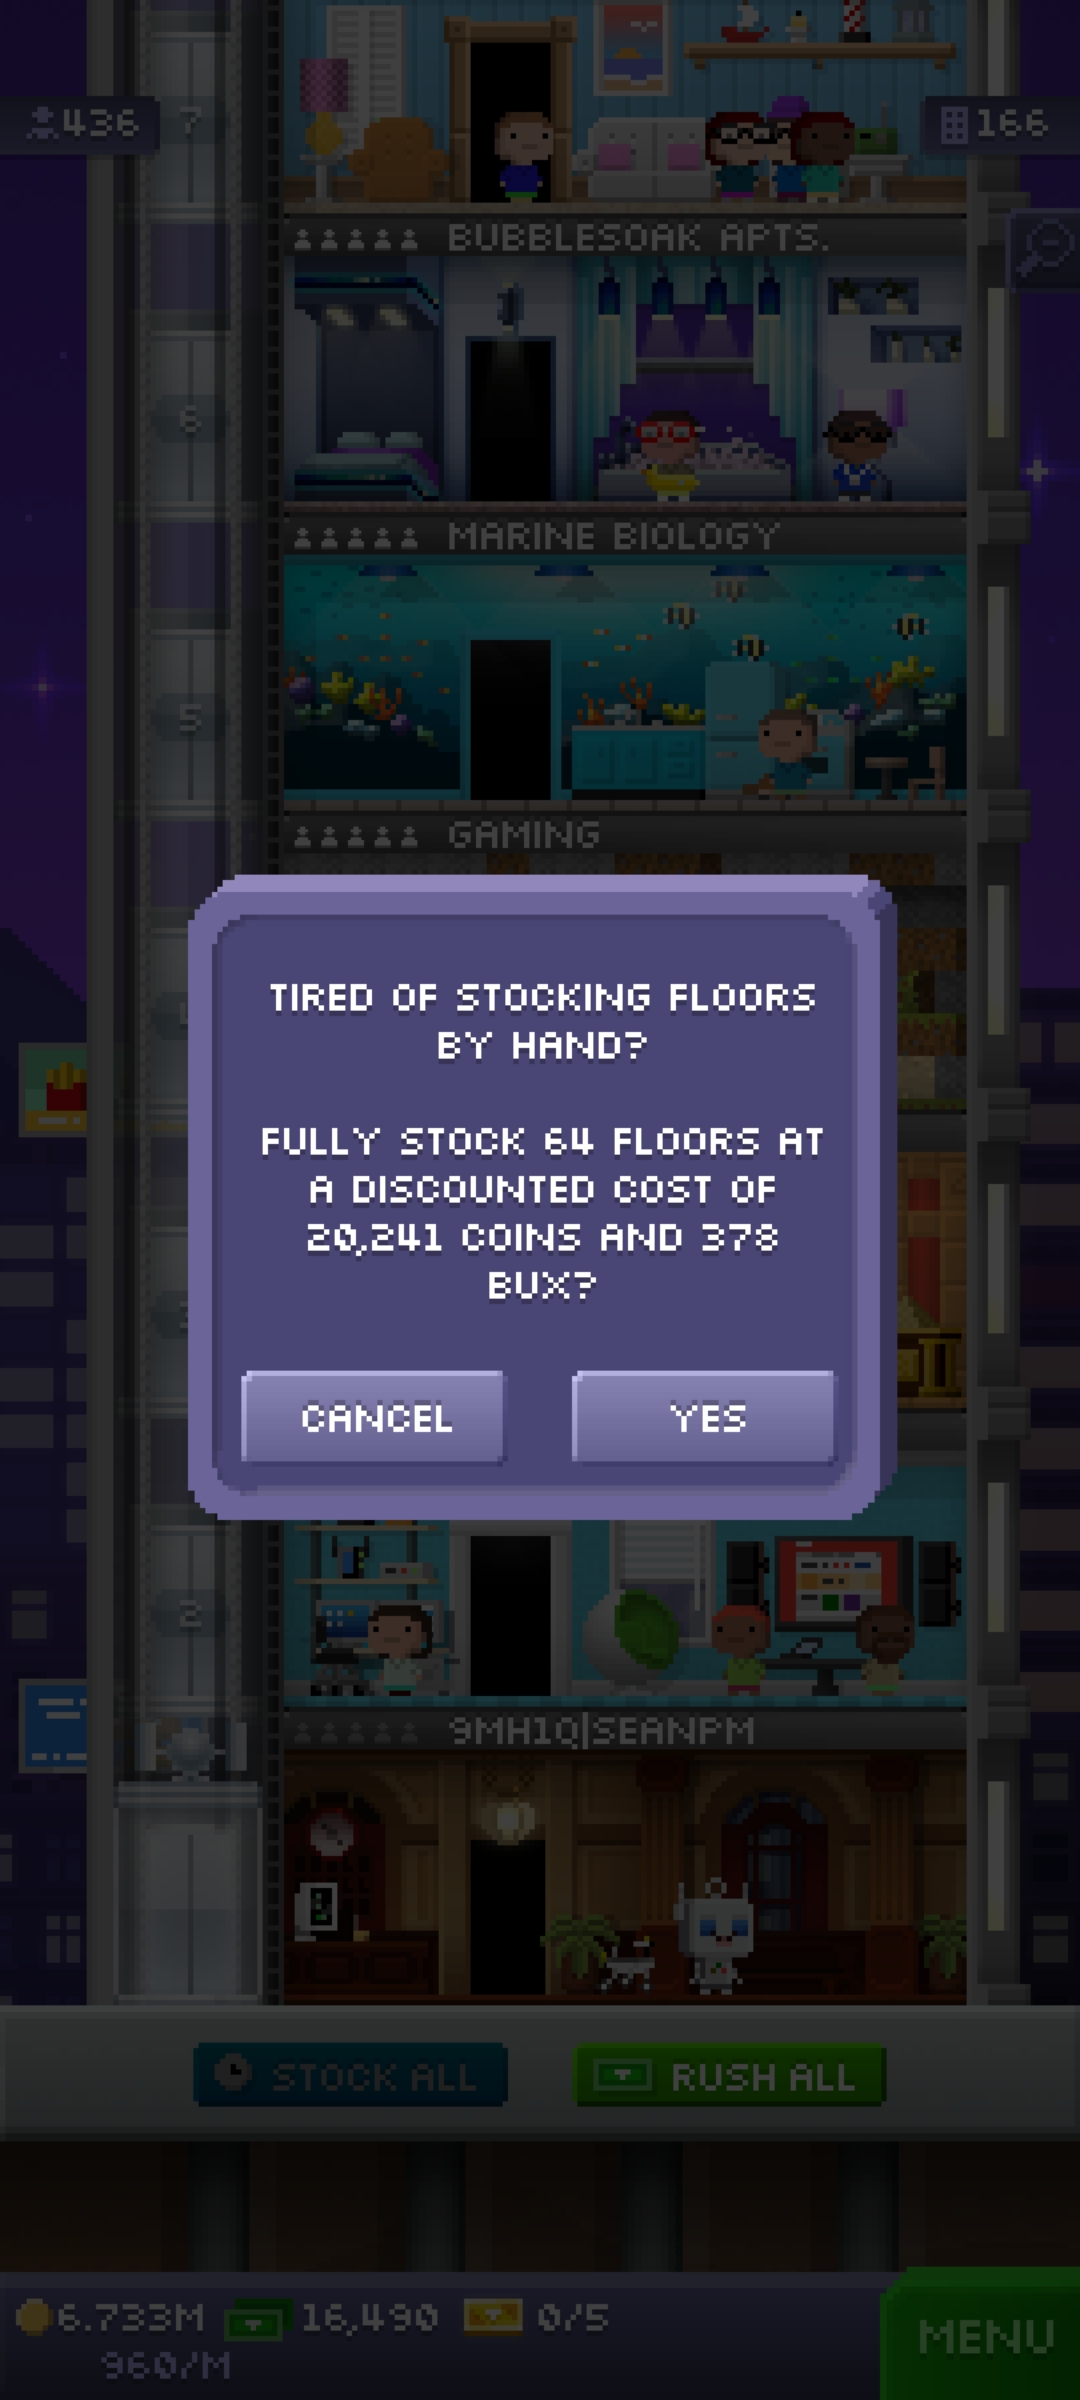 436
7
166
BUBBLESOAK APTS.
6
MARINE BIOLOGY
5
GAMING
TIRED OF STOCKING FLOORS
BY HAND?
FULLY STOCK 64 FLOORS AT
A DISCOUNTED COST OF
20,241 COINS AND 378
BUX?
CANCEL
YES
2
9MH1Q|SEANPM
STOCK ALL
RUSH ALL
6.733M
16,490
0/5
MENU
960/M